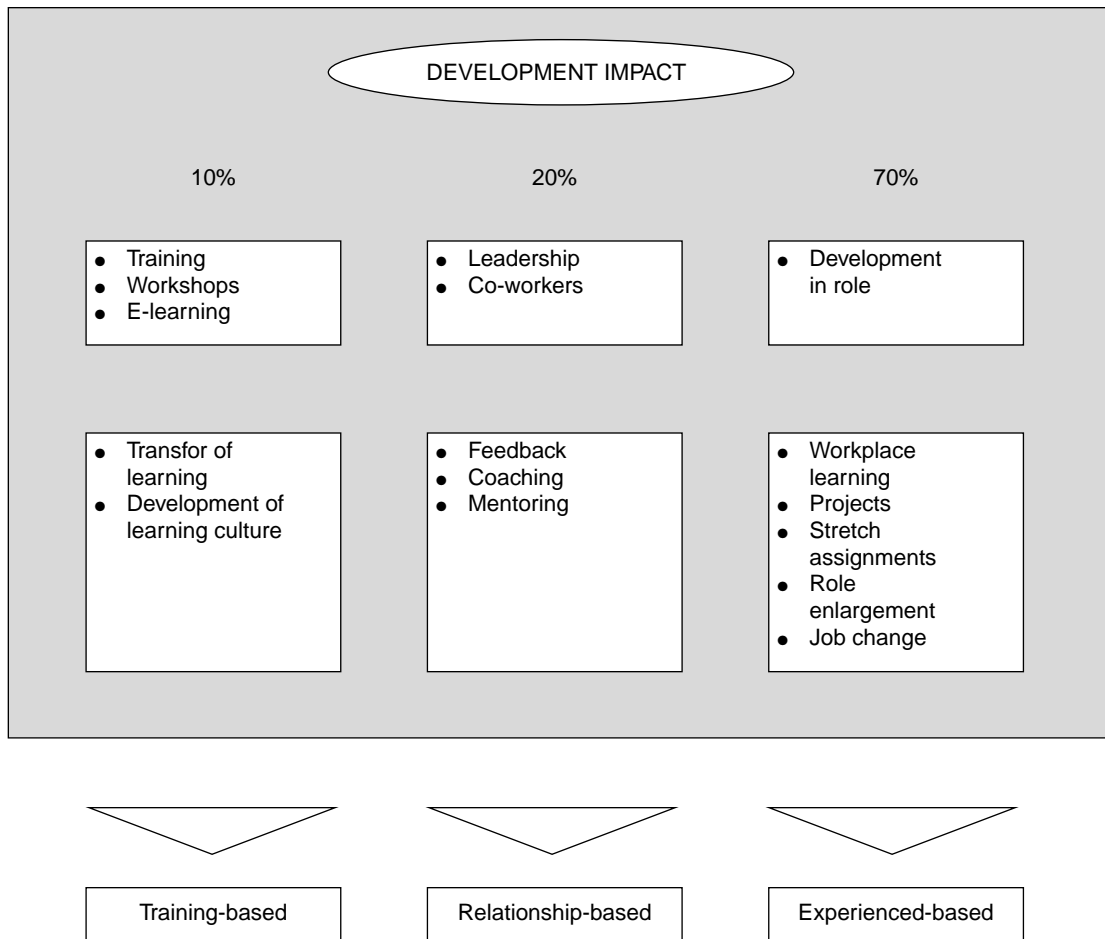 DEVELOPMENT IMPACT
10%
20%
70%
● Training
● Workshops
● E-learning
● Leadership
● Co-workers
● Development
in role
● Transfor of
learning
● Development of
learning culture
● Feedback
● Coaching
● Mentoring
● Workplace
learning
● Projects
● Stretch
assignments
● Role
enlargement
● Job change
Training-based
Relationship-based
Experienced-based